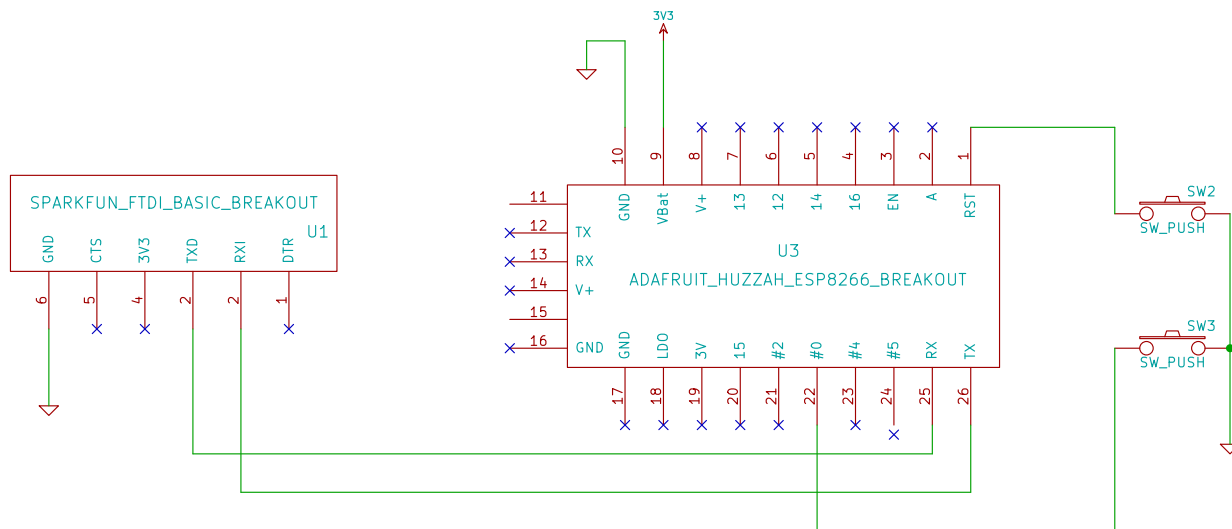 3V3
10
9
8
7
6
5
4
3
2
1
GND
VBat
V+
13
12
14
16
EN
A
RST
SPARKFUN_FTDI_BASIC_BREAKOUT
U1
GND
CTS
3V3
TXD
RXI
DTR
6
5
4
2
2
1
11
12 TX
13 RX
14 V+
15
16 GND
U3
ADAFRUIT_HUZZAH_ESP8266_BREAKOUT
GND
LDO
3V
15
#2
#0
#4
#5
RX
TX
17
18
19
20
21
22
23
24
25
26
SW2
SW_PUSH
SW3
SW_PUSH